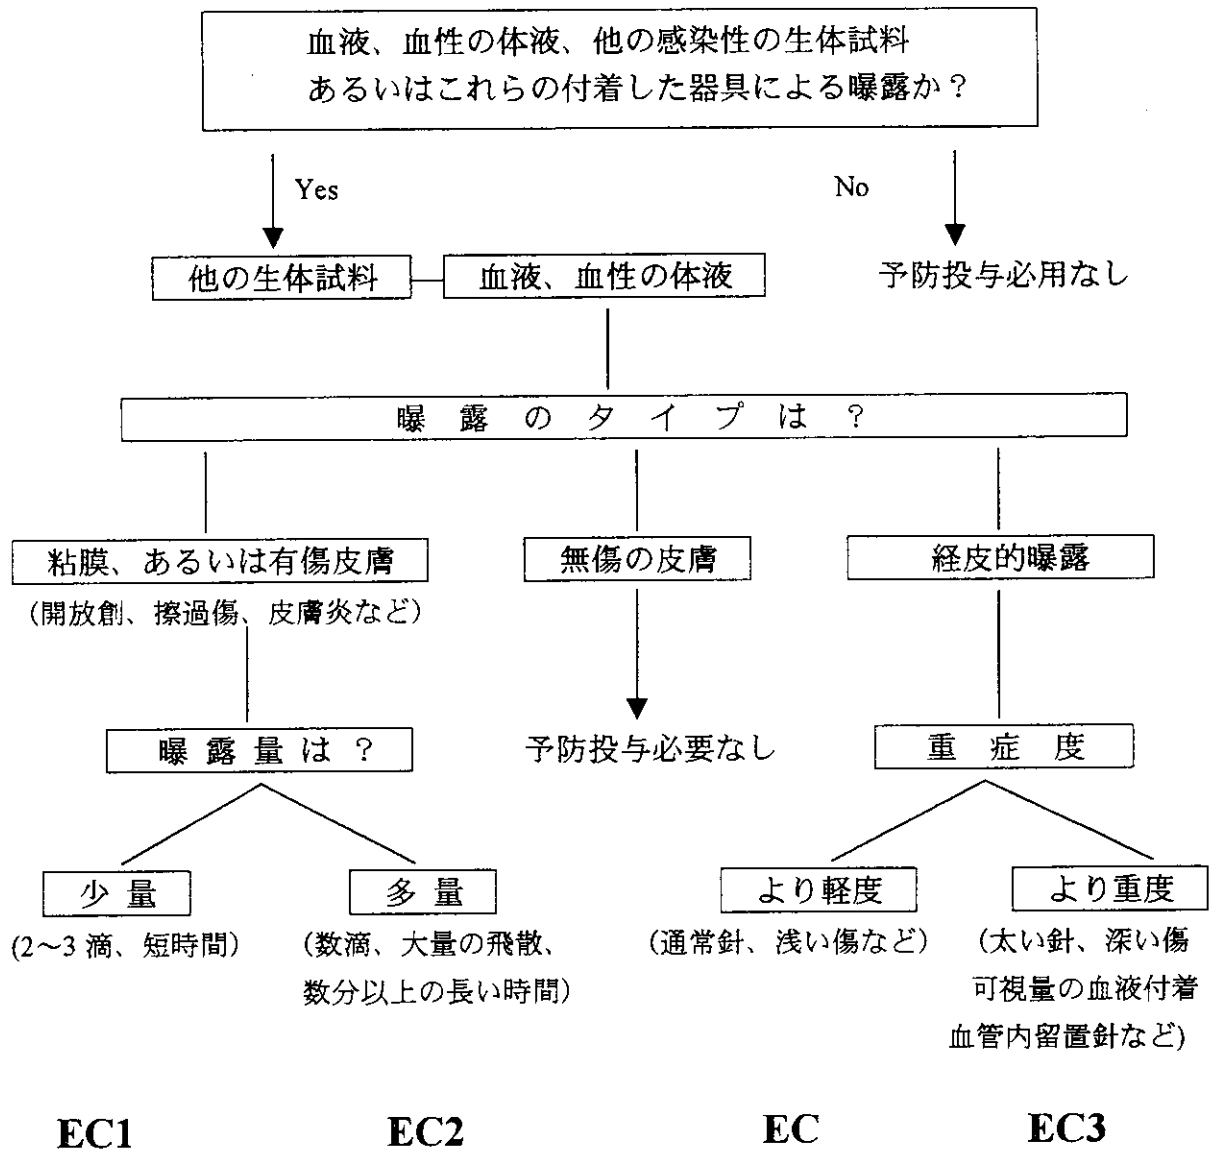 血液、血性の体液、他の感染性の生体試料
あるいはこれらの付着した器具による曝露か？
Yes
No
他の生体試料
血液、血性の体液
予防投与必用なし
曝露のタイプは？
粘膜、あるいは有傷皮膚
無傷の皮膚
経皮的曝露
(開放創、擦過傷、皮膚炎など)
曝露量は？
予防投与必要なし
重症度
少量
多量
より軽度
より重度
(2～3 滴、短時間)
(数滴、大量の飛散、
数分以上の長い時間)
(通常針、浅い傷など)
(太い針、深い傷
可視量の血液付着
血管内留置針など)
EC1
EC2
EC
EC3